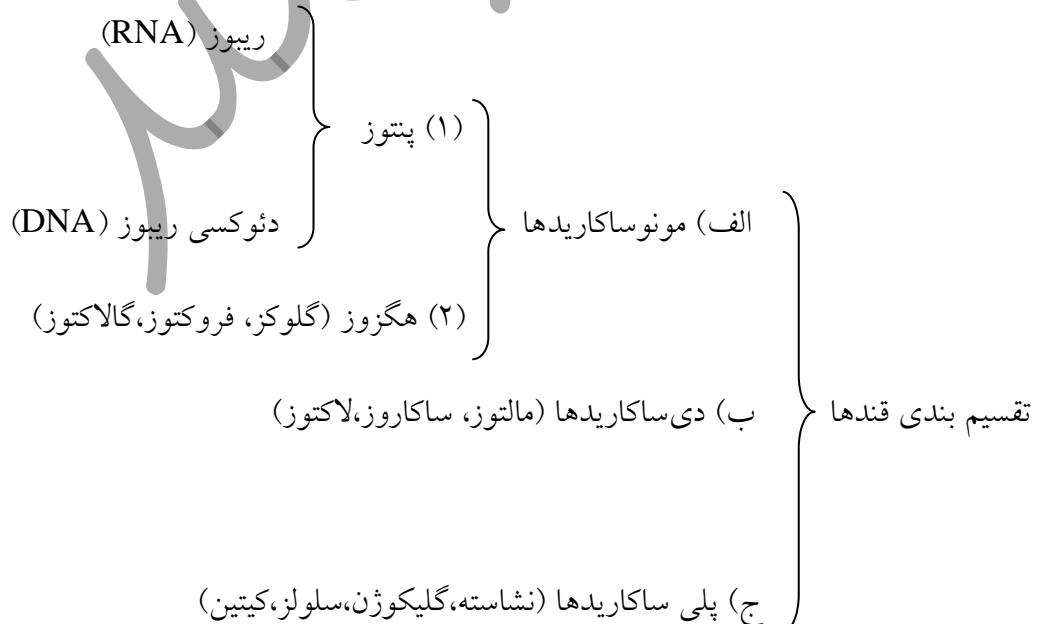 ریبوز (RNA)
۱) پنتوز)
دئوکسی ریبوز (DNA)
الف) مونوساکاریدها
(۲) هگزوز (گلوکز، فروکتوز،گالاکتوز)
تقسیم بندی قندها
ب) دی‌ساکاریدها (مالتوز، ساکاروز،لاکتوز)
ج) پلی ساکاریدها (نشاسته،گلیکوژن،سلولز،کیتین)